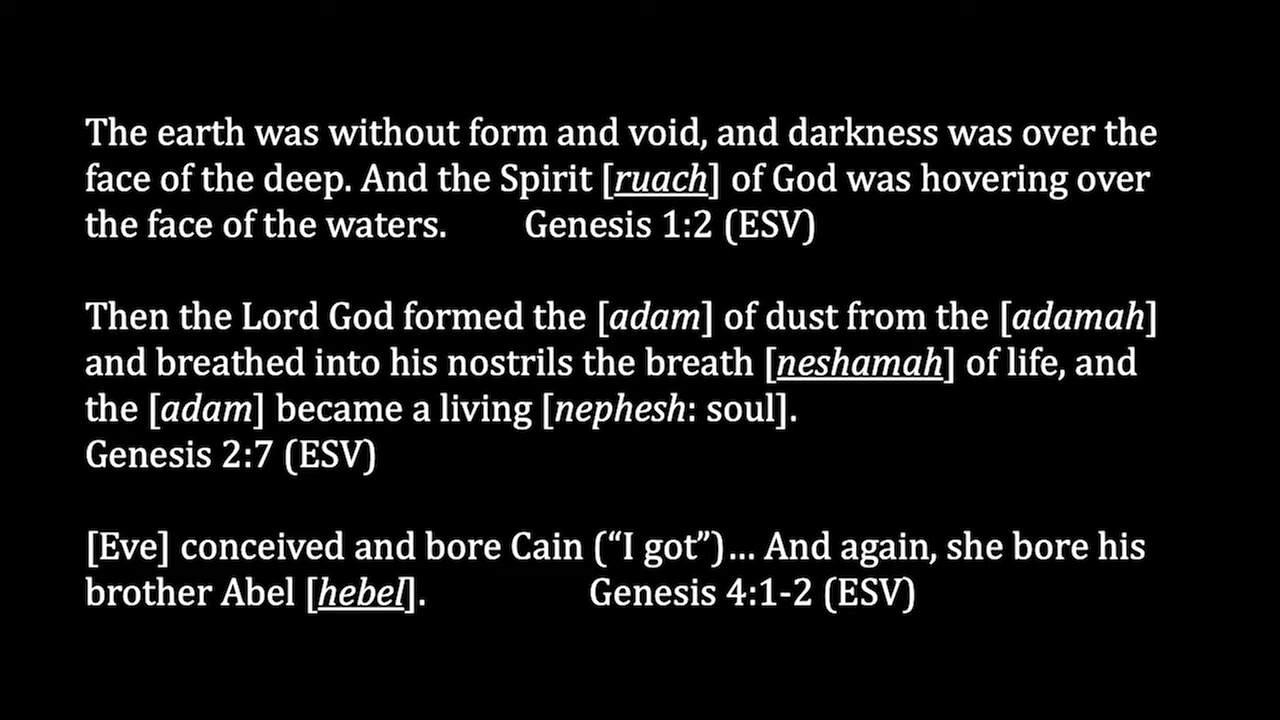 The earth was without form and void, and darkness was over the
face of the deep. And the Spirit [ruach] of God was hovering over
the face of the waters. Genesis 1:2 (ESV)
Then the Lord God formed the [adam] of dust from the [adamah]
and breathed into his nostrils the breath [neshamah] of life, and
the [adam] became a living [nephesh: soul].
Genesis 2:7 (ESV)
[Eve] conceived and bore Cain (“I got”)... And again, she bore his
brother Abel [hebel]. Genesis 4:1-2 (ESV)